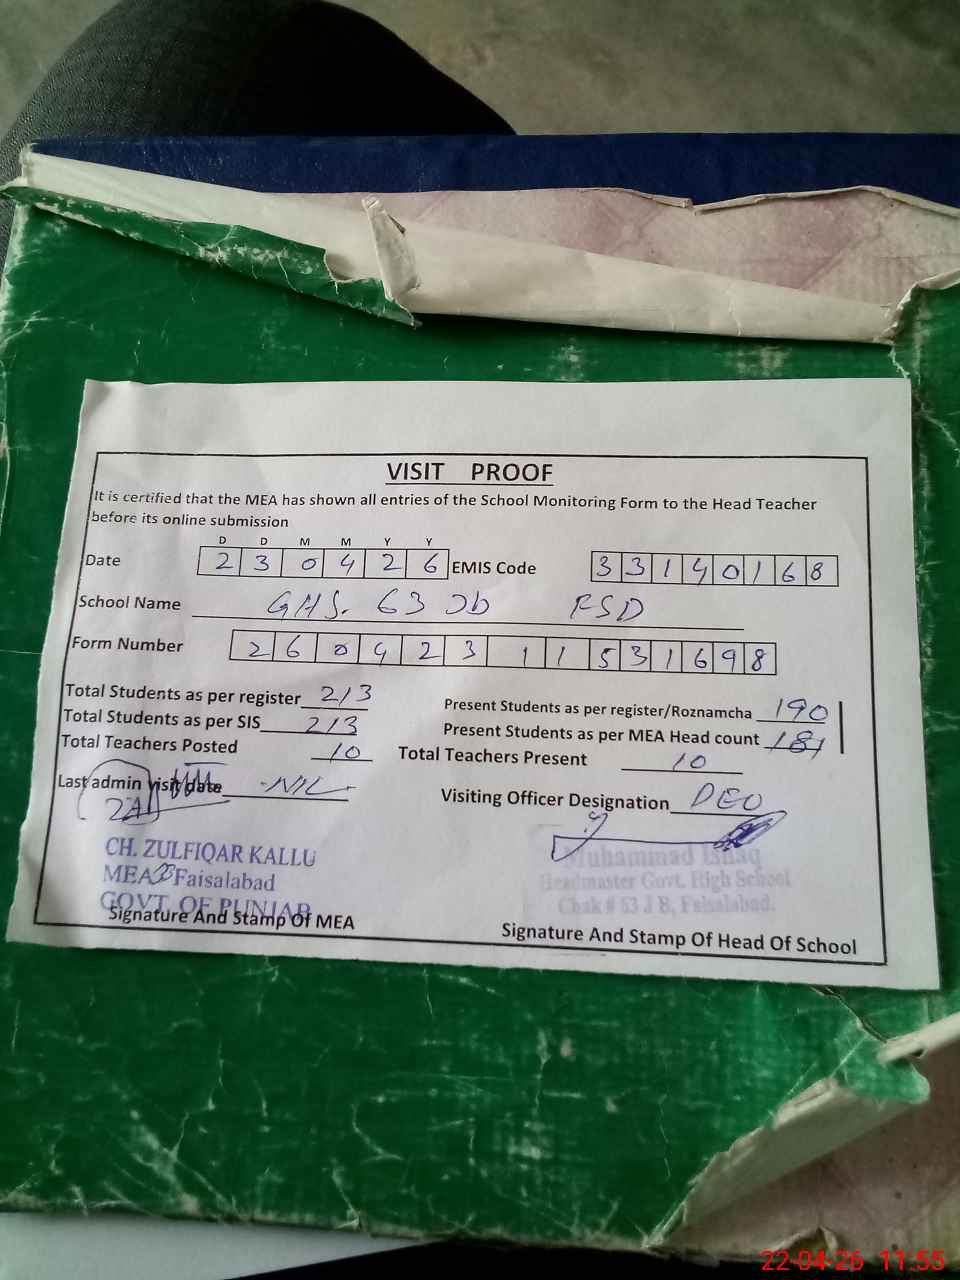 VISIT PROOF
It is certified that the MEA has shown all entries of the School Monitoring Form to the Head Teacher
before its online submission
D D M M Y Y
Date 2 3 0 4 2 6 EMIS Code 3 3 1 4 0 1 6 8
School Name GHS. 63 Jb FSD
Form Number 2 6 0 4 2 3 1 1 5 3 1 6 9 8
Total Students as per register 213 Present Students as per register/Roznamcha 190
Total Students as per SIS 213 Present Students as per MEA Head count 181
Total Teachers Posted 10 Total Teachers Present 10
Last admin visit date -NIL- Visiting Officer Designation DEO
CH. ZULFIQAR KALLU
MEA Faisalabad
GOVT. OF PUNJAB
Signature And Stamp Of MEA
Muhammad Ishaq
Headmaster Govt. High School
Chak # 63 J B, Faisalabad.
Signature And Stamp Of Head Of School
22-04-26 11:55